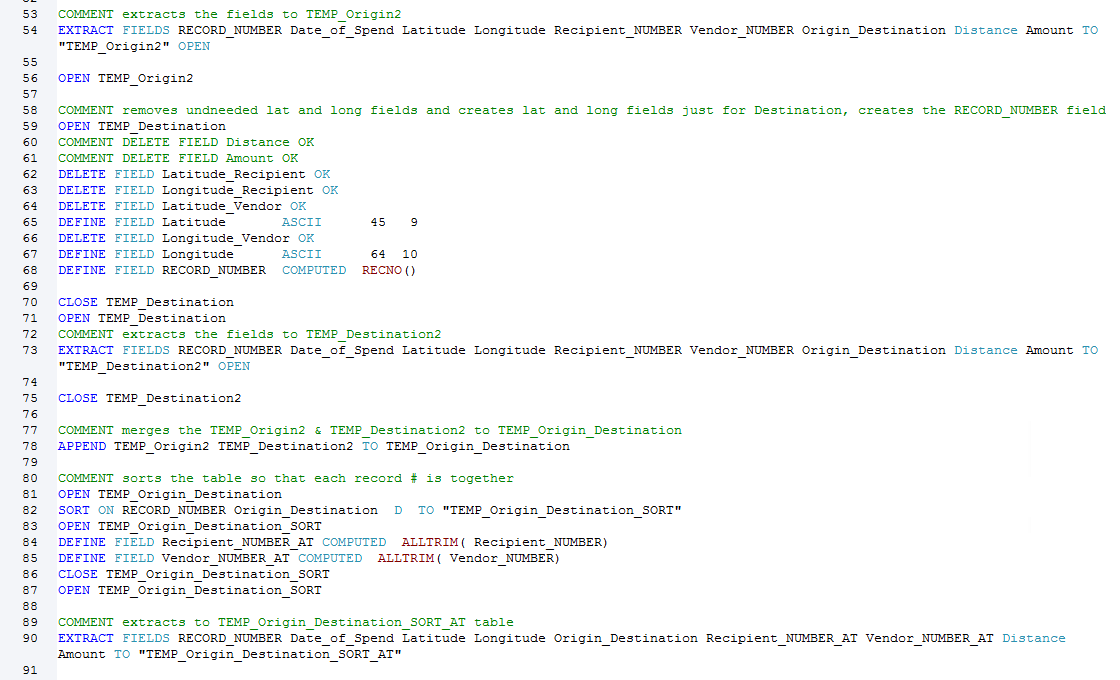 53 COMMENT extracts the fields to TEMP_Origin2
54 EXTRACT FIELDS RECORD_NUMBER Date_of_Spend Latitude Longitude Recipient_NUMBER Vendor_NUMBER Origin_Destination Distance Amount TO
"TEMP_Origin2" OPEN
55
56 OPEN TEMP_Origin2
57
58 COMMENT removes undneeded lat and long fields and creates lat and long fields just for Destination, creates the RECORD_NUMBER field
59 OPEN TEMP_Destination
60 COMMENT DELETE FIELD Distance OK
61 COMMENT DELETE FIELD Amount OK
62 DELETE FIELD Latitude_Recipient OK
63 DELETE FIELD Longitude_Recipient OK
64 DELETE FIELD Latitude_Vendor OK
65 DEFINE FIELD Latitude       ASCII      45   9
66 DELETE FIELD Longitude_Vendor OK
67 DEFINE FIELD Longitude      ASCII      64  10
68 DEFINE FIELD RECORD_NUMBER  COMPUTED  RECNO()
69
70 CLOSE TEMP_Destination
71 OPEN TEMP_Destination
72 COMMENT extracts the fields to TEMP_Destination2
73 EXTRACT FIELDS RECORD_NUMBER Date_of_Spend Latitude Longitude Recipient_NUMBER Vendor_NUMBER Origin_Destination Distance Amount TO
"TEMP_Destination2" OPEN
74
75 CLOSE TEMP_Destination2
76
77 COMMENT merges the TEMP_Origin2 & TEMP_Destination2 to TEMP_Origin_Destination
78 APPEND TEMP_Origin2 TEMP_Destination2 TO TEMP_Origin_Destination
79
80 COMMENT sorts the table so that each record # is together
81 OPEN TEMP_Origin_Destination
82 SORT ON RECORD_NUMBER Origin_Destination  D  TO "TEMP_Origin_Destination_SORT"
83 OPEN TEMP_Origin_Destination_SORT
84 DEFINE FIELD Recipient_NUMBER_AT COMPUTED  ALLTRIM( Recipient_NUMBER)
85 DEFINE FIELD Vendor_NUMBER_AT COMPUTED  ALLTRIM( Vendor_NUMBER)
86 CLOSE TEMP_Origin_Destination_SORT
87 OPEN TEMP_Origin_Destination_SORT
88
89 COMMENT extracts to TEMP_Origin_Destination_SORT_AT table
90 EXTRACT FIELDS RECORD_NUMBER Date_of_Spend Latitude Longitude Origin_Destination Recipient_NUMBER_AT Vendor_NUMBER_AT Distance
Amount TO "TEMP_Origin_Destination_SORT_AT"
91